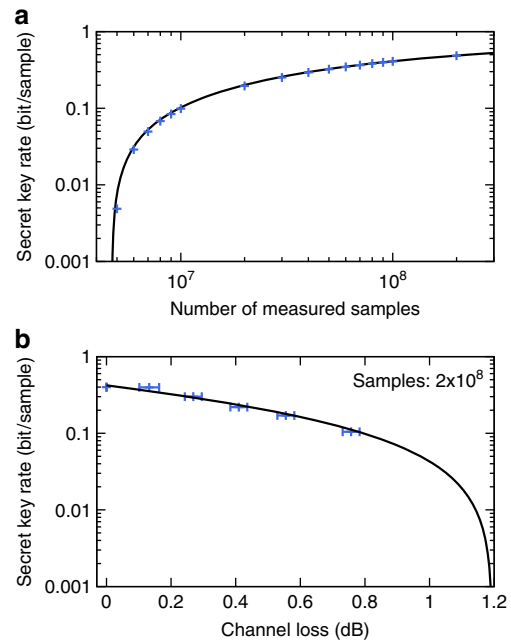 a
Secret key rate (bit/sample)
1
0.1
0.01
0.001
10⁷
10⁸
Number of measured samples
b
Secret key rate (bit/sample)
1
0.1
0.01
0.001
Samples: 2x10⁸
0
0.2
0.4
0.6
0.8
1
1.2
Channel loss (dB)